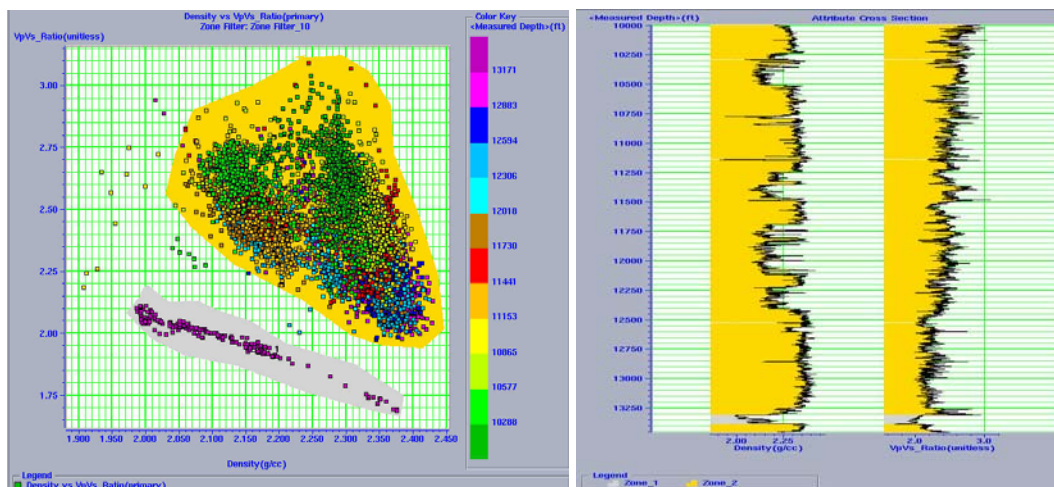 Density vs VpVs_Ratio(primary)
Zone Filter: Zone Filter_10
VpVs_Ratio(unitless)
3.00
2.75
2.50
2.25
2.00
1.75
1.900 1.950 2.000 2.050 2.100 2.150 2.200 2.250 2.300 2.350 2.400 2.450
Density(g/cc)
Legend
Density vs VpVs_Ratio(primary)
Color Key
<Measured Depth>(ft)
13171
12883
12594
12306
12018
11730
11441
11153
10865
10577
10288
<Measured Depth>(ft) Attribute Cross Section
10000
10250
10500
10750
11000
11250
11500
11750
12000
12250
12500
12750
13000
13250
2.00 2.25 2.0 3.0
Density(g/cc) VpVs_Ratio(unitless)
Legend
Zone_1 Zone_2